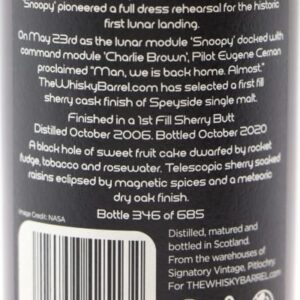 'Snoopy' pioneered a full dress rehearsal for the historic
first lunar landing.
On May 23rd as the lunar module 'Snoopy' docked with
command module 'Charlie Brown', Pilot Eugene Cernan
proclaimed "Man, we is back home. Almost."
TheWhiskyBarrel.com has selected a first fill
sherry cask finish of Speyside single malt.
Finished in a 1st Fill Sherry Butt
Distilled October 2006. Bottled October 2020
A black hole of sweet fruit cake dwarfed by rocket
fudge, tobacco and rosewater. Telescopic sherry soaked
raisins eclipsed by magnetic spices and a meteoric
dry oak finish.
Bottle 346 of 685
Image Credit: NASA
Distilled, matured and
bottled in Scotland.
From the warehouses of
Signatory Vintage, Pitlochry.
For THEWHISKYBARREL.COM